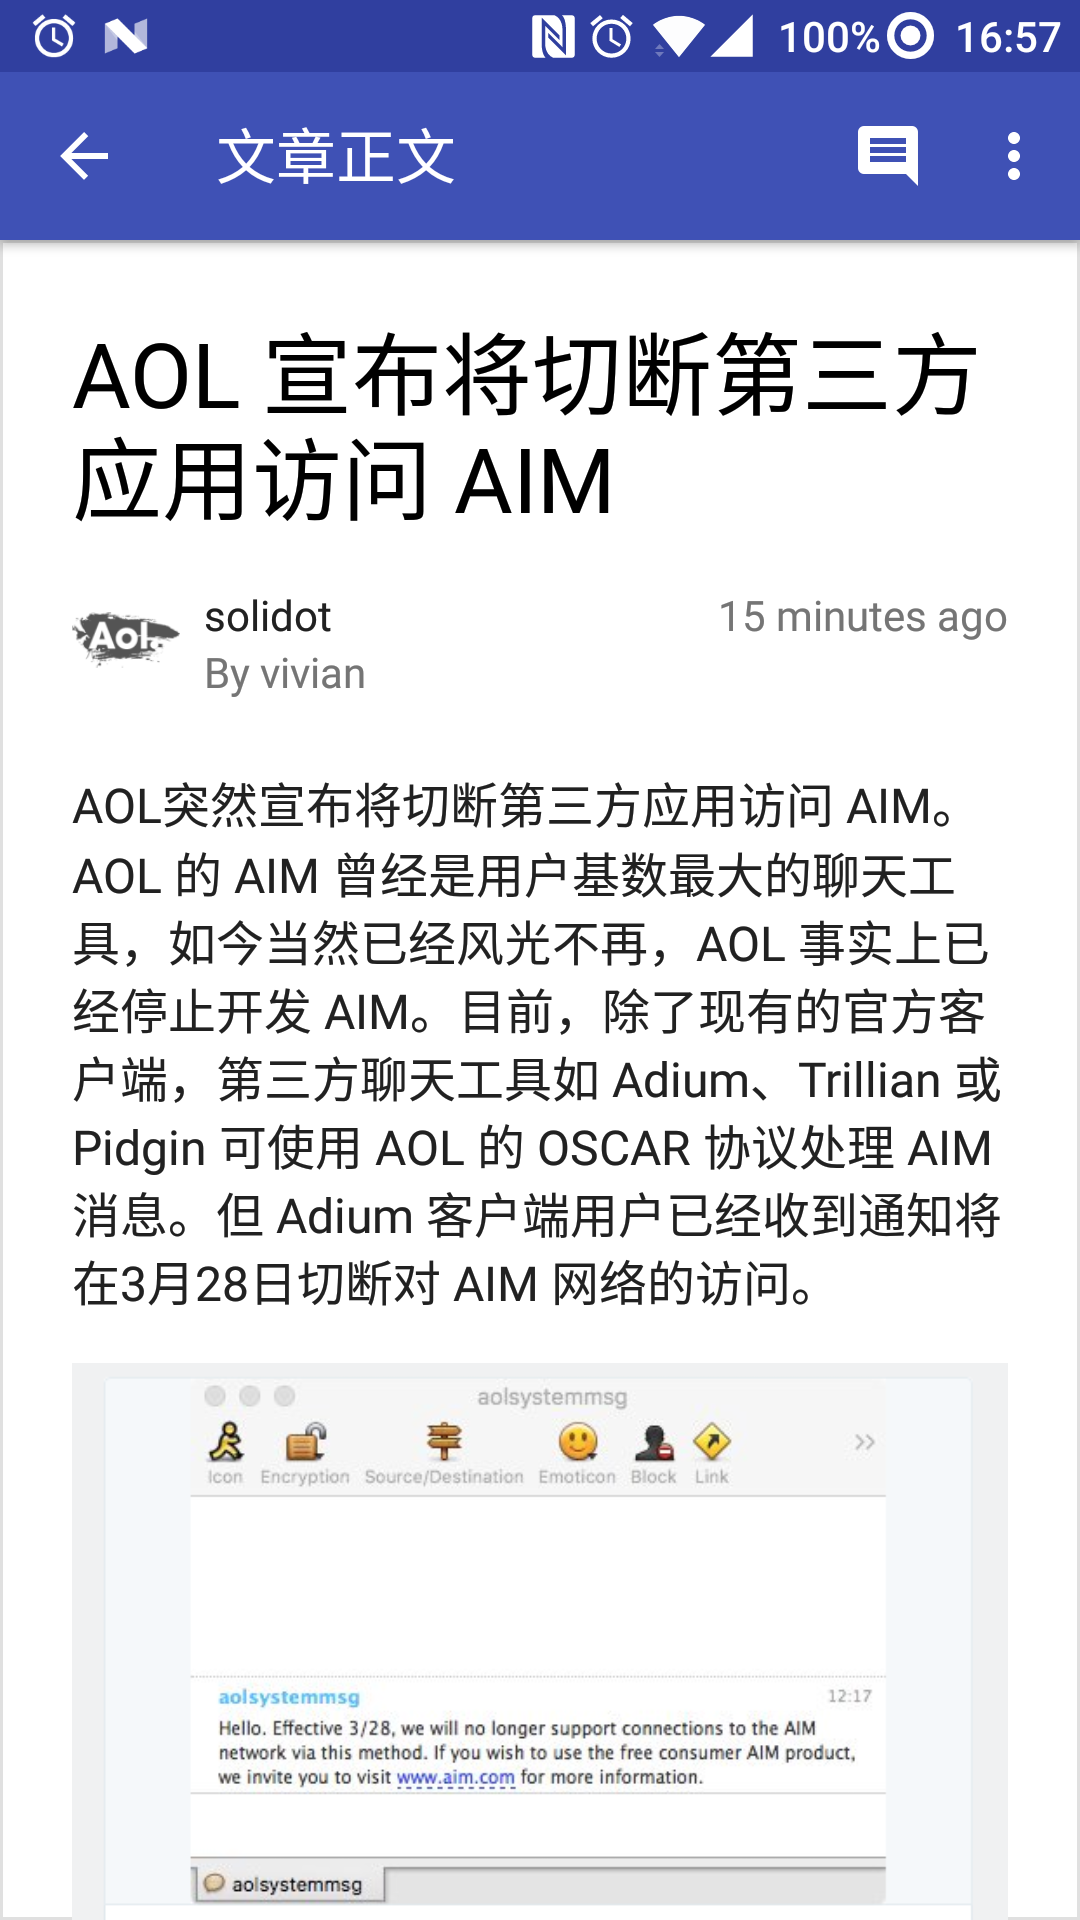 100% 16:57
文章正文
AOL 宣布将切断第三方
应用访问 AIM
Aol.
solidot
15 minutes ago
By vivian
AOL突然宣布将切断第三方应用访问 AIM。
AOL 的 AIM 曾经是用户基数最大的聊天工
具，如今当然已经风光不再，AOL 事实上已
经停止开发 AIM。目前，除了现有的官方客
户端，第三方聊天工具如 Adium、Trillian 或
Pidgin 可使用 AOL 的 OSCAR 协议处理 AIM
消息。但 Adium 客户端用户已经收到通知将
在3月28日切断对 AIM 网络的访问。
aolsystemmsg
Icon Encryption Source/Destination Emoticon Block Link
aolsystemmsg 12:17
Hello. Effective 3/28, we will no longer support connections to the AIM
network via this method. If you wish to use the free consumer AIM product,
we invite you to visit www.aim.com for more information.
aolsystemmsg